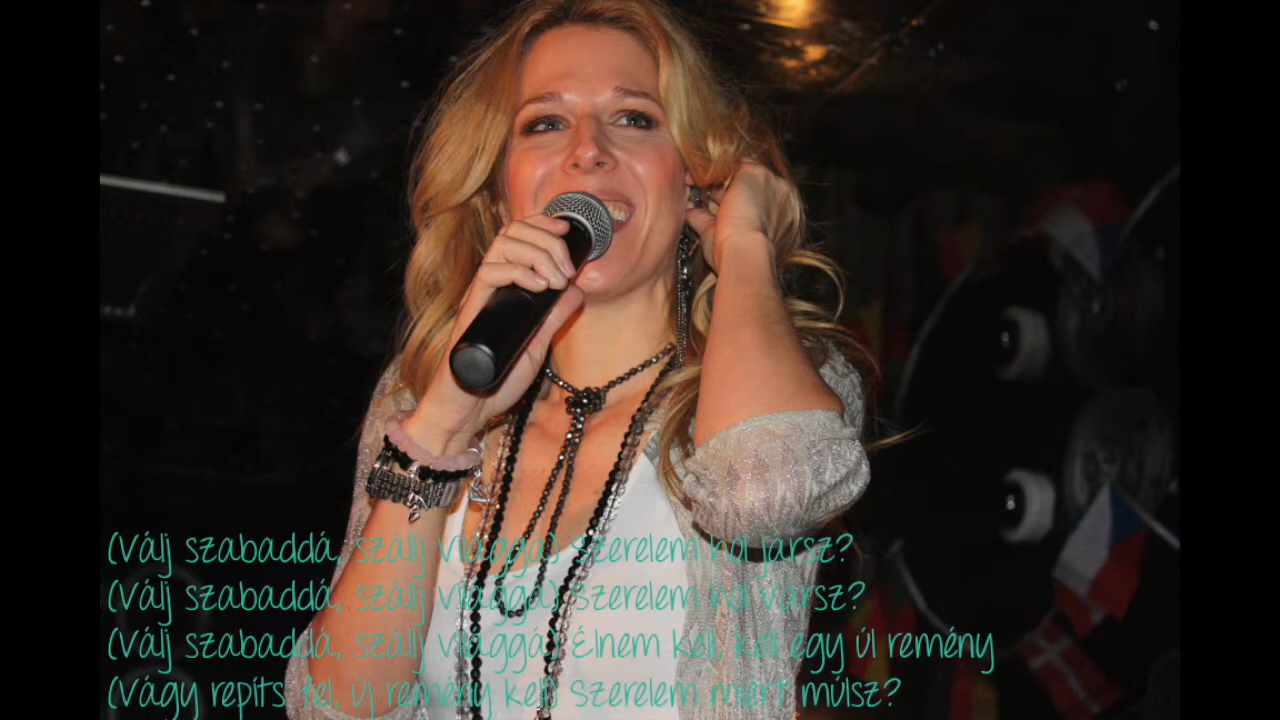 (Válj szabaddá, szállj világgá) Szerelem hol jársz?
(Válj szabaddá, szállj világgá) Szerelem hol vársz?
(Válj szabaddá, szállj világgá) Élnem kell, kell egy úl remény
(Vágy repíts fel, új remény kell) Szerelem miért múlsz?